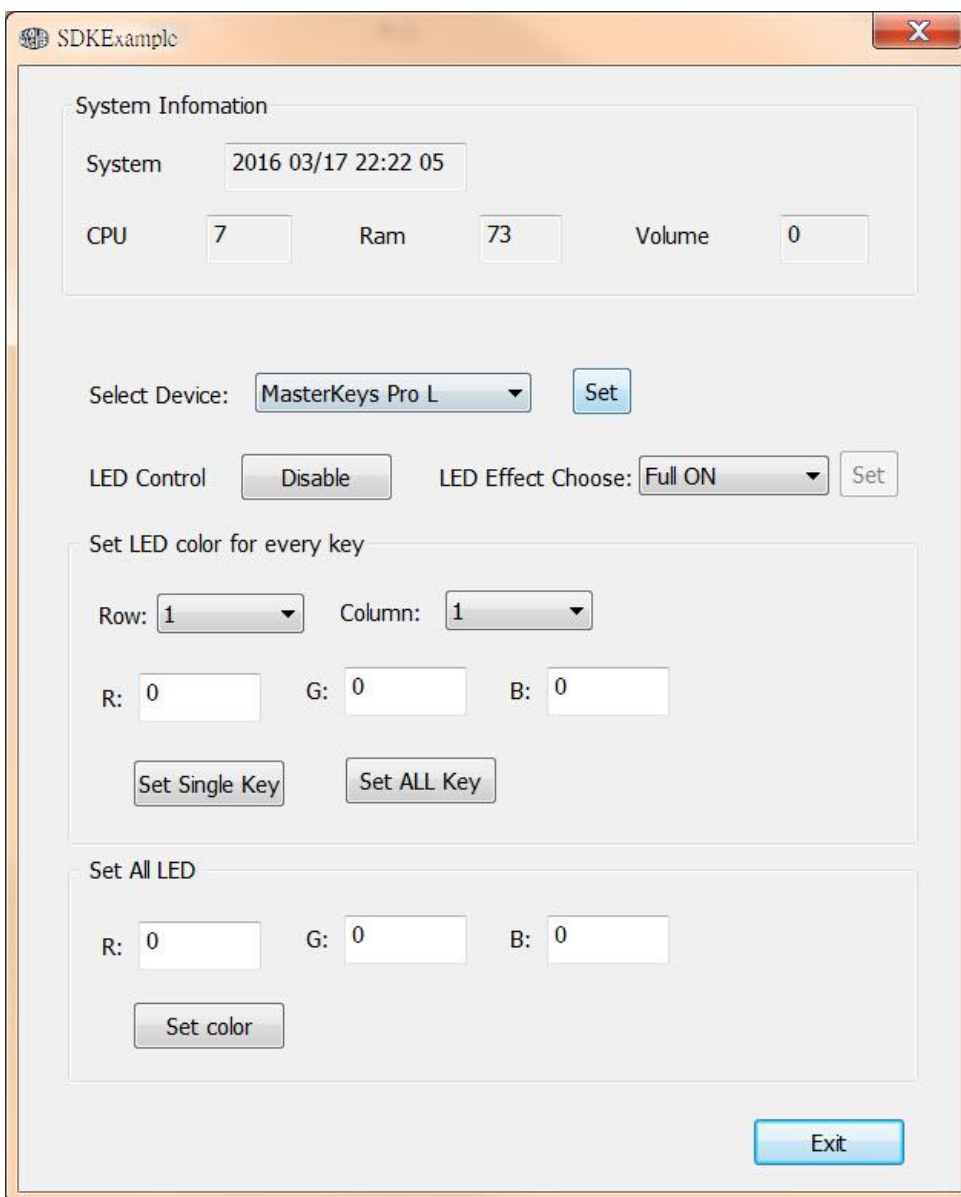 SDKExample
System Infomation
System 2016 03/17 22:22 05
CPU 7 Ram 73 Volume 0
Select Device: MasterKeys Pro L Set
LED Control Disable LED Effect Choose: Full ON Set
Set LED color for every key
Row: 1 Column: 1
R: 0 G: 0 B: 0
Set Single Key Set ALL Key
Set All LED
R: 0 G: 0 B: 0
Set color
Exit